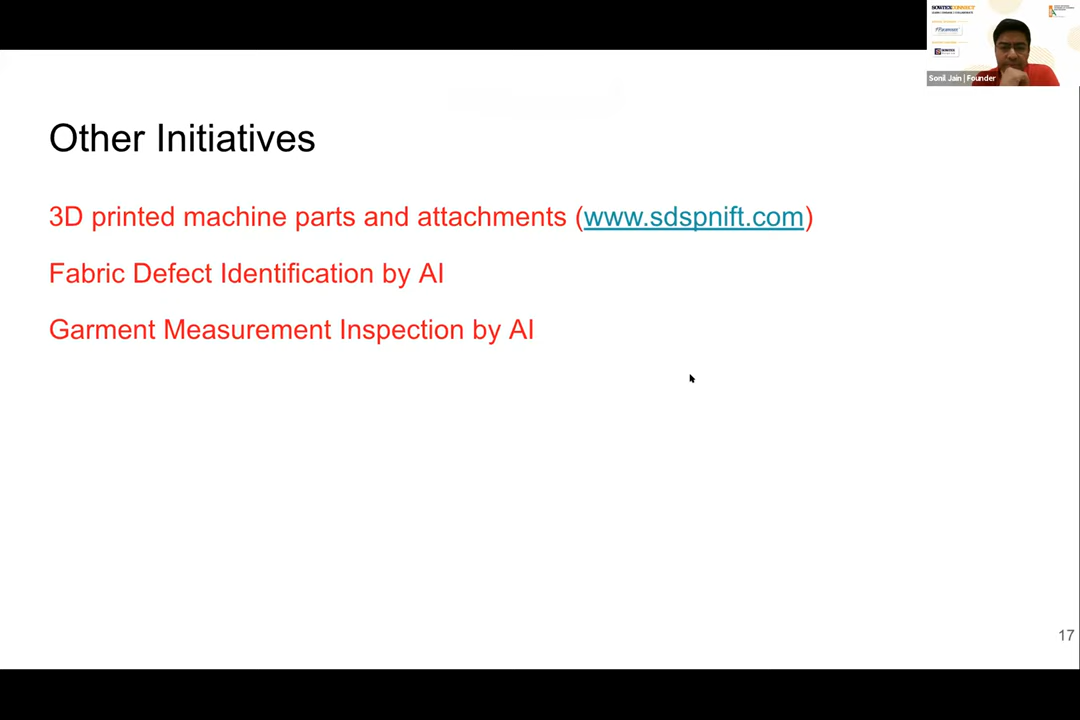 SOWTEXCONNECT
Sonil Jain | Founder
Other Initiatives
3D printed machine parts and attachments (www.sdspnift.com)
Fabric Defect Identification by AI
Garment Measurement Inspection by AI
17